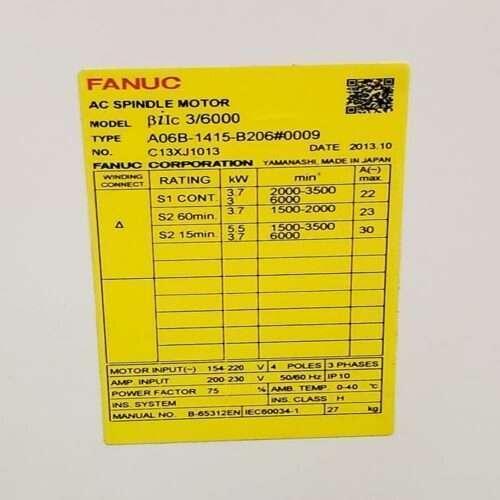 FANUC
AC SPINDLE MOTOR
MODEL βiIc 3/6000
TYPE A06B-1415-B206#0009
NO. C13XJ1013 DATE 2013.10
FANUC CORPORATION YAMANASHI, MADE IN JAPAN
WINDING CONNECT RATING kW min⁻ A(~) max.
Δ
S1 CONT. 3.7 2000-3500 22
3 6000
S2 60min. 3.7 1500-2000 23
S2 15min. 5.5 1500-3500 30
3.7 6000
MOTOR INPUT(~) 154-220 V 4 POLES 3 PHASES
AMP. INPUT 200-230 V 50/60 Hz IP10
POWER FACTOR 75 % AMB. TEMP 0-40 ℃
INS. SYSTEM INS. CLASS H
MANUAL NO. B-65312EN IEC60034-1 27 kg